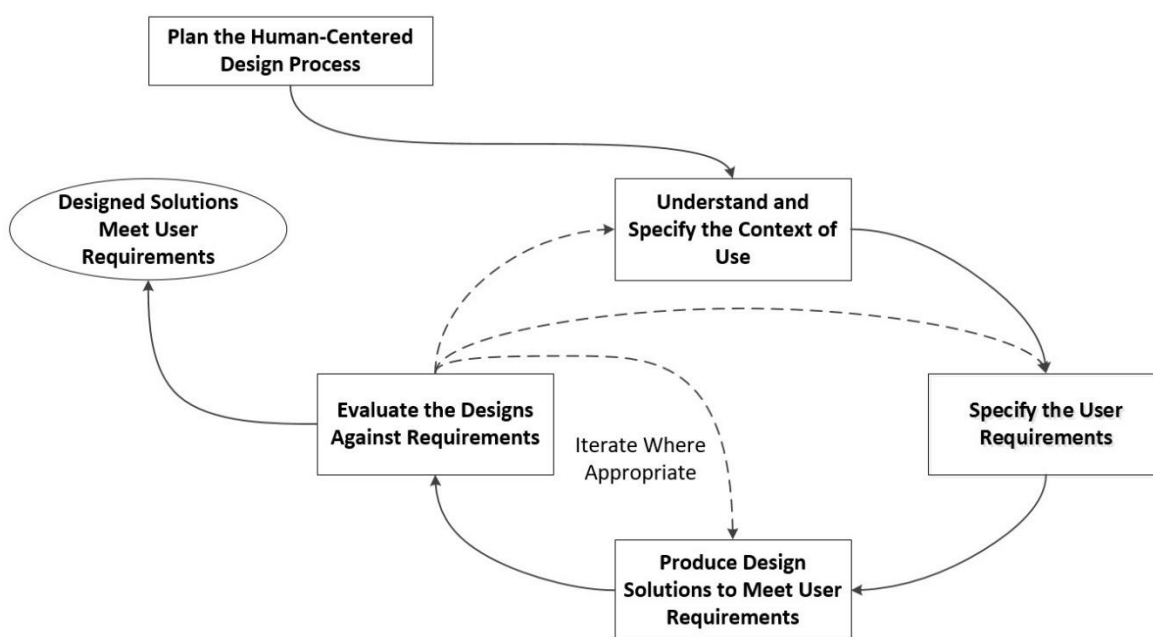 Plan the Human-Centered
Design Process
Designed Solutions
Meet User
Requirements
Understand and
Specify the Context of
Use
Evaluate the Designs
Against Requirements
Specify the User
Requirements
Iterate Where
Appropriate
Produce Design
Solutions to Meet User
Requirements